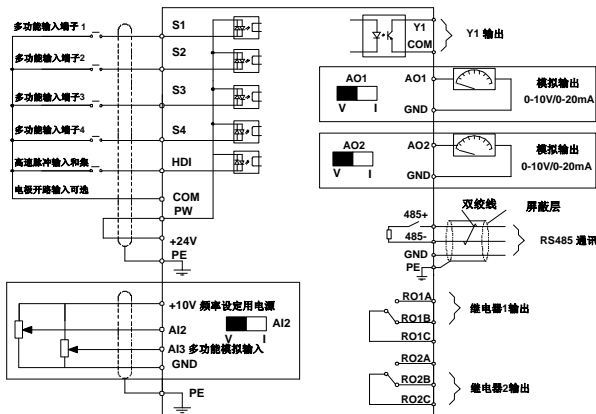 多功能输入端子 1
S1
多功能输入端子2
S2
多功能输入端子3
S3
多功能输入端子4
S4
高速脉冲输入和集
HDI
电极开路输入可选
COM
PW
+24V
PE
+10V 频率设定用电源
AI2
V I
AI2
AI3 多功能模拟输入
GND
PE
Y1
COM
Y1 输出
AO1
V I
AO1
GND
模拟输出
0-10V/0-20mA
AO2
V I
AO2
GND
模拟输出
0-10V/0-20mA
双绞线
屏蔽层
485+
485-
GND
PE
RS485 通讯
RO1A
RO1B
RO1C
继电器1输出
RO2A
RO2B
RO2C
继电器2输出